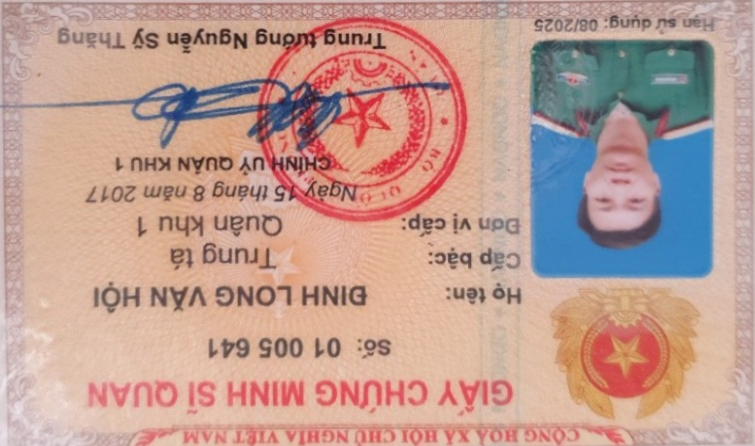 CỘNG HOÀ XÃ HỘI CHỦ NGHĨA VIỆT NAM
GIẤY CHỨNG MINH SĨ QUAN
Số: 01 005 641
Họ tên: ĐINH LONG VĂN HỘI
Cấp bậc: Trung tá
Đơn vị cấp: Quân khu 1
Ngày 15 tháng 8 năm 2017
CHÍNH UỶ QUÂN KHU 1
Trung tướng Nguyễn Sỹ Thăng
Hạn sử dụng: 08/2025